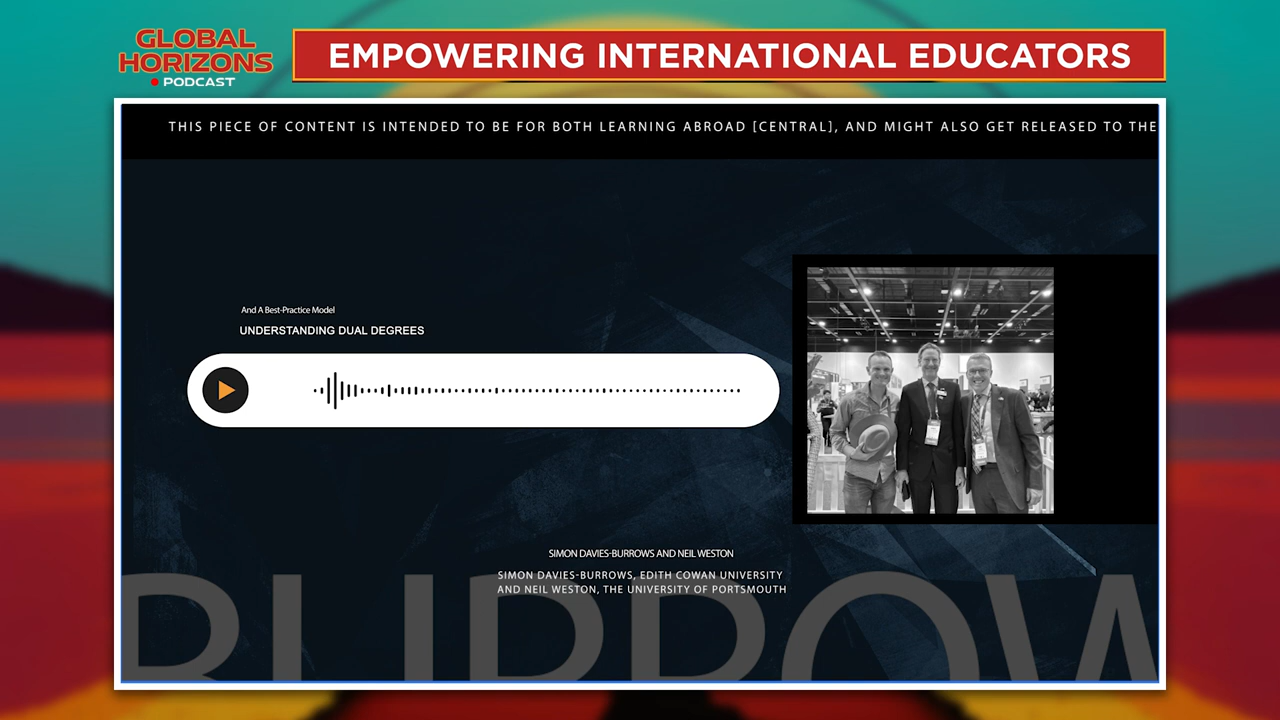 GLOBAL
HORIZONS
PODCAST
EMPOWERING INTERNATIONAL EDUCATORS
THIS PIECE OF CONTENT IS INTENDED TO BE FOR BOTH LEARNING ABROAD [CENTRAL], AND MIGHT ALSO GET RELEASED TO THE
And A Best-Practice Model
UNDERSTANDING DUAL DEGREES
SIMON DAVIES-BURROWS AND NEIL WESTON
SIMON DAVIES-BURROWS, EDITH COWAN UNIVERSITY
AND NEIL WESTON, THE UNIVERSITY OF PORTSMOUTH
BURROW